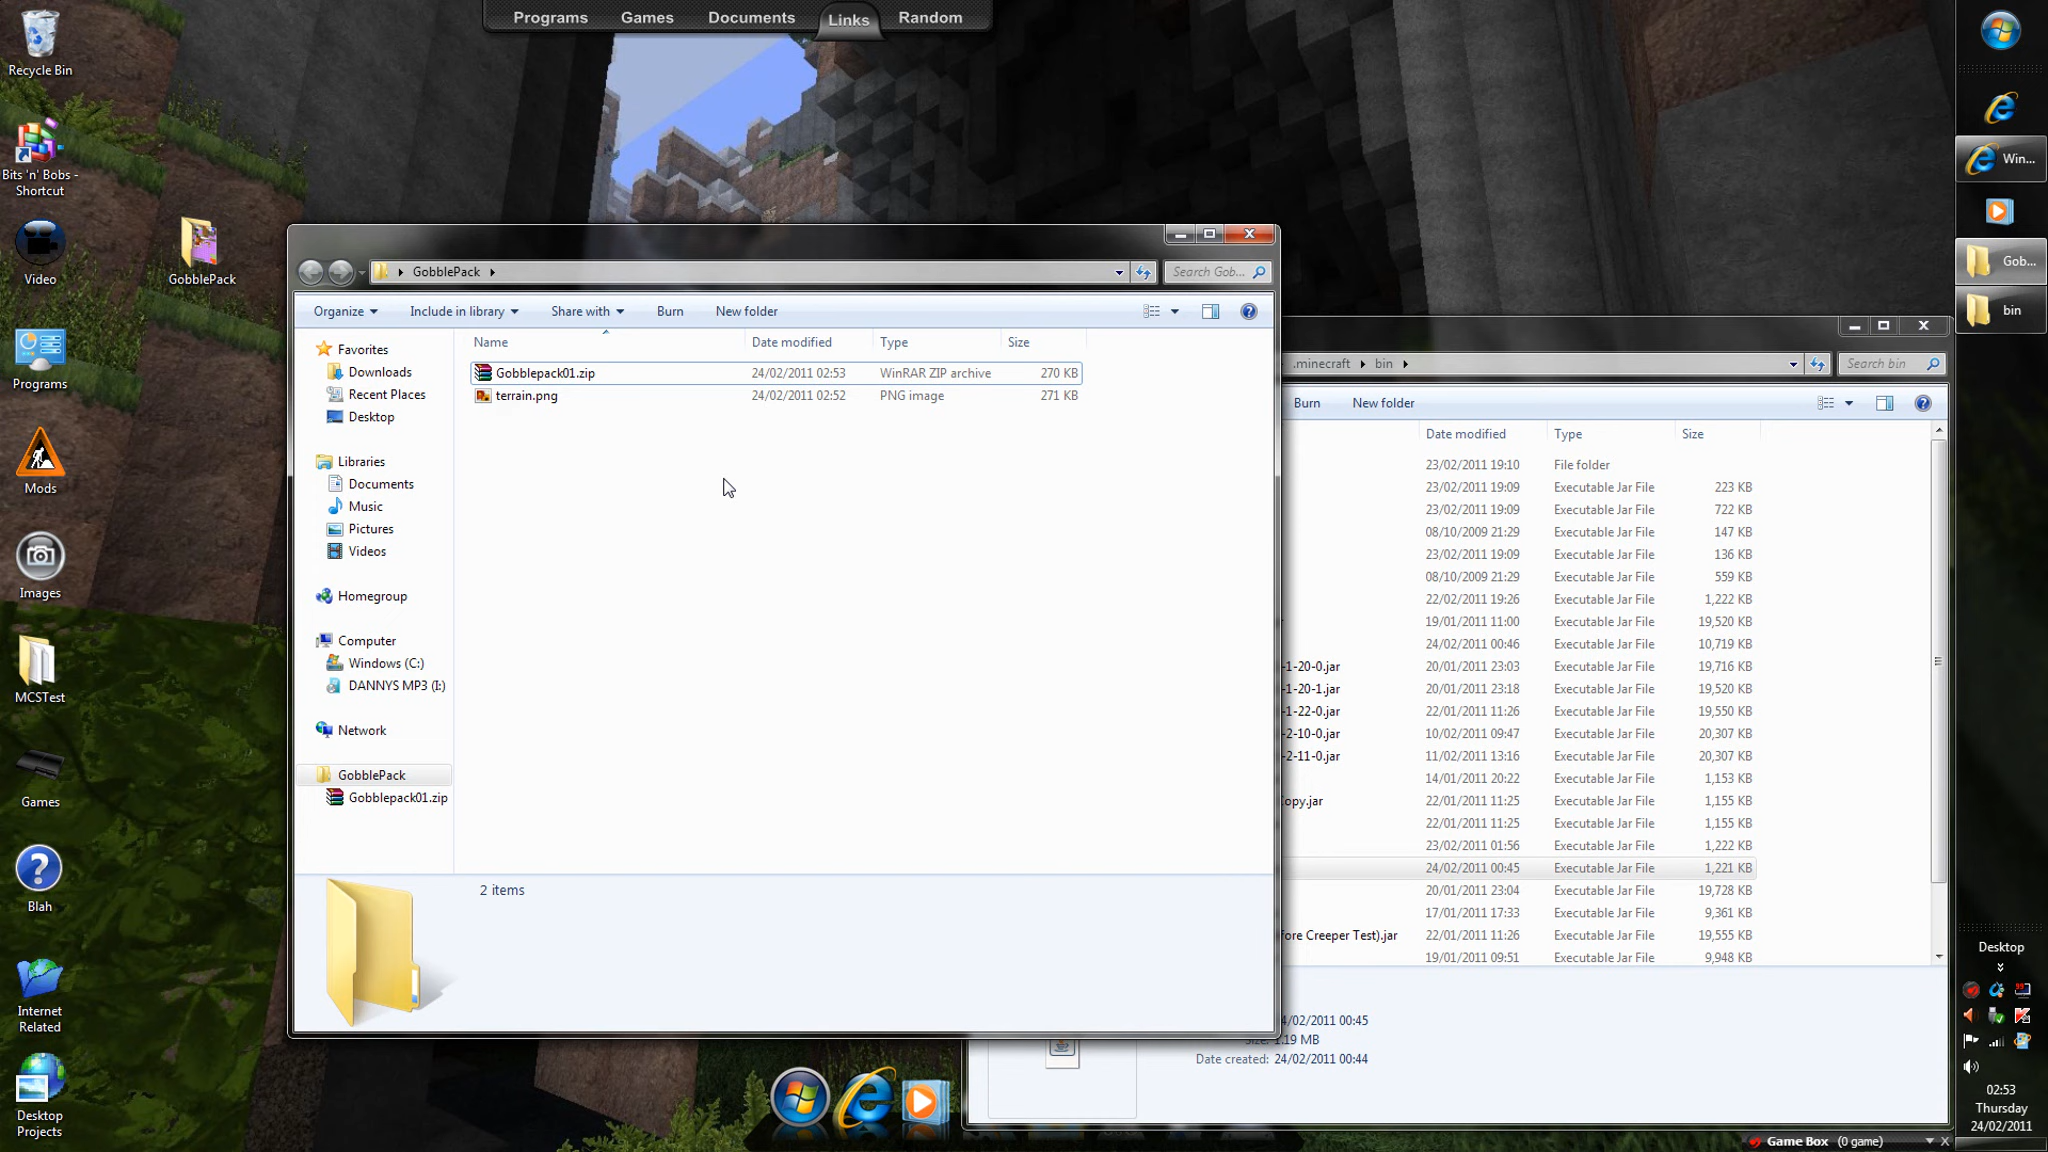 Programs Games Documents Links Random
Recycle Bin
Bits 'n' Bobs -
Shortcut
Video
GobblePack
Programs
Mods
Images
MCSTest
Games
Blah
Internet
Related
Desktop
Projects
GobblePack
Search Gob...
Organize Include in library Share with Burn New folder
Name Date modified Type Size
Gobblepack01.zip 24/02/2011 02:53 WinRAR ZIP archive 270 KB
terrain.png 24/02/2011 02:52 PNG image 271 KB
Favorites
Downloads
Recent Places
Desktop
Libraries
Documents
Music
Pictures
Videos
Homegroup
Computer
Windows (C:)
DANNYS MP3 (I:)
Network
GobblePack
Gobblepack01.zip
2 items
.minecraft bin
Search bin
Burn New folder
Date modified Type Size
23/02/2011 19:10 File folder
23/02/2011 19:09 Executable Jar File 223 KB
23/02/2011 19:09 Executable Jar File 722 KB
08/10/2009 21:29 Executable Jar File 147 KB
23/02/2011 19:09 Executable Jar File 136 KB
08/10/2009 21:29 Executable Jar File 559 KB
22/02/2011 19:26 Executable Jar File 1,222 KB
19/01/2011 11:00 Executable Jar File 19,520 KB
24/02/2011 00:46 Executable Jar File 10,719 KB
-1-20-0.jar 20/01/2011 23:03 Executable Jar File 19,716 KB
-1-20-1.jar 20/01/2011 23:18 Executable Jar File 19,520 KB
-1-22-0.jar 22/01/2011 11:26 Executable Jar File 19,550 KB
-2-10-0.jar 10/02/2011 09:47 Executable Jar File 20,307 KB
-2-11-0.jar 11/02/2011 13:16 Executable Jar File 20,307 KB
14/01/2011 20:22 Executable Jar File 1,153 KB
opy.jar 22/01/2011 11:25 Executable Jar File 1,155 KB
22/01/2011 11:25 Executable Jar File 1,155 KB
23/02/2011 01:56 Executable Jar File 1,222 KB
24/02/2011 00:45 Executable Jar File 1,221 KB
20/01/2011 23:04 Executable Jar File 19,728 KB
17/01/2011 17:33 Executable Jar File 9,361 KB
fore Creeper Test).jar 22/01/2011 11:26 Executable Jar File 19,555 KB
19/01/2011 09:51 Executable Jar File 9,948 KB
4/02/2011 00:45
Size: 1.19 MB
Date created: 24/02/2011 00:44
Win...
Gob...
bin
Desktop
99
02:53
Thursday
24/02/2011
Game Box (0 game)